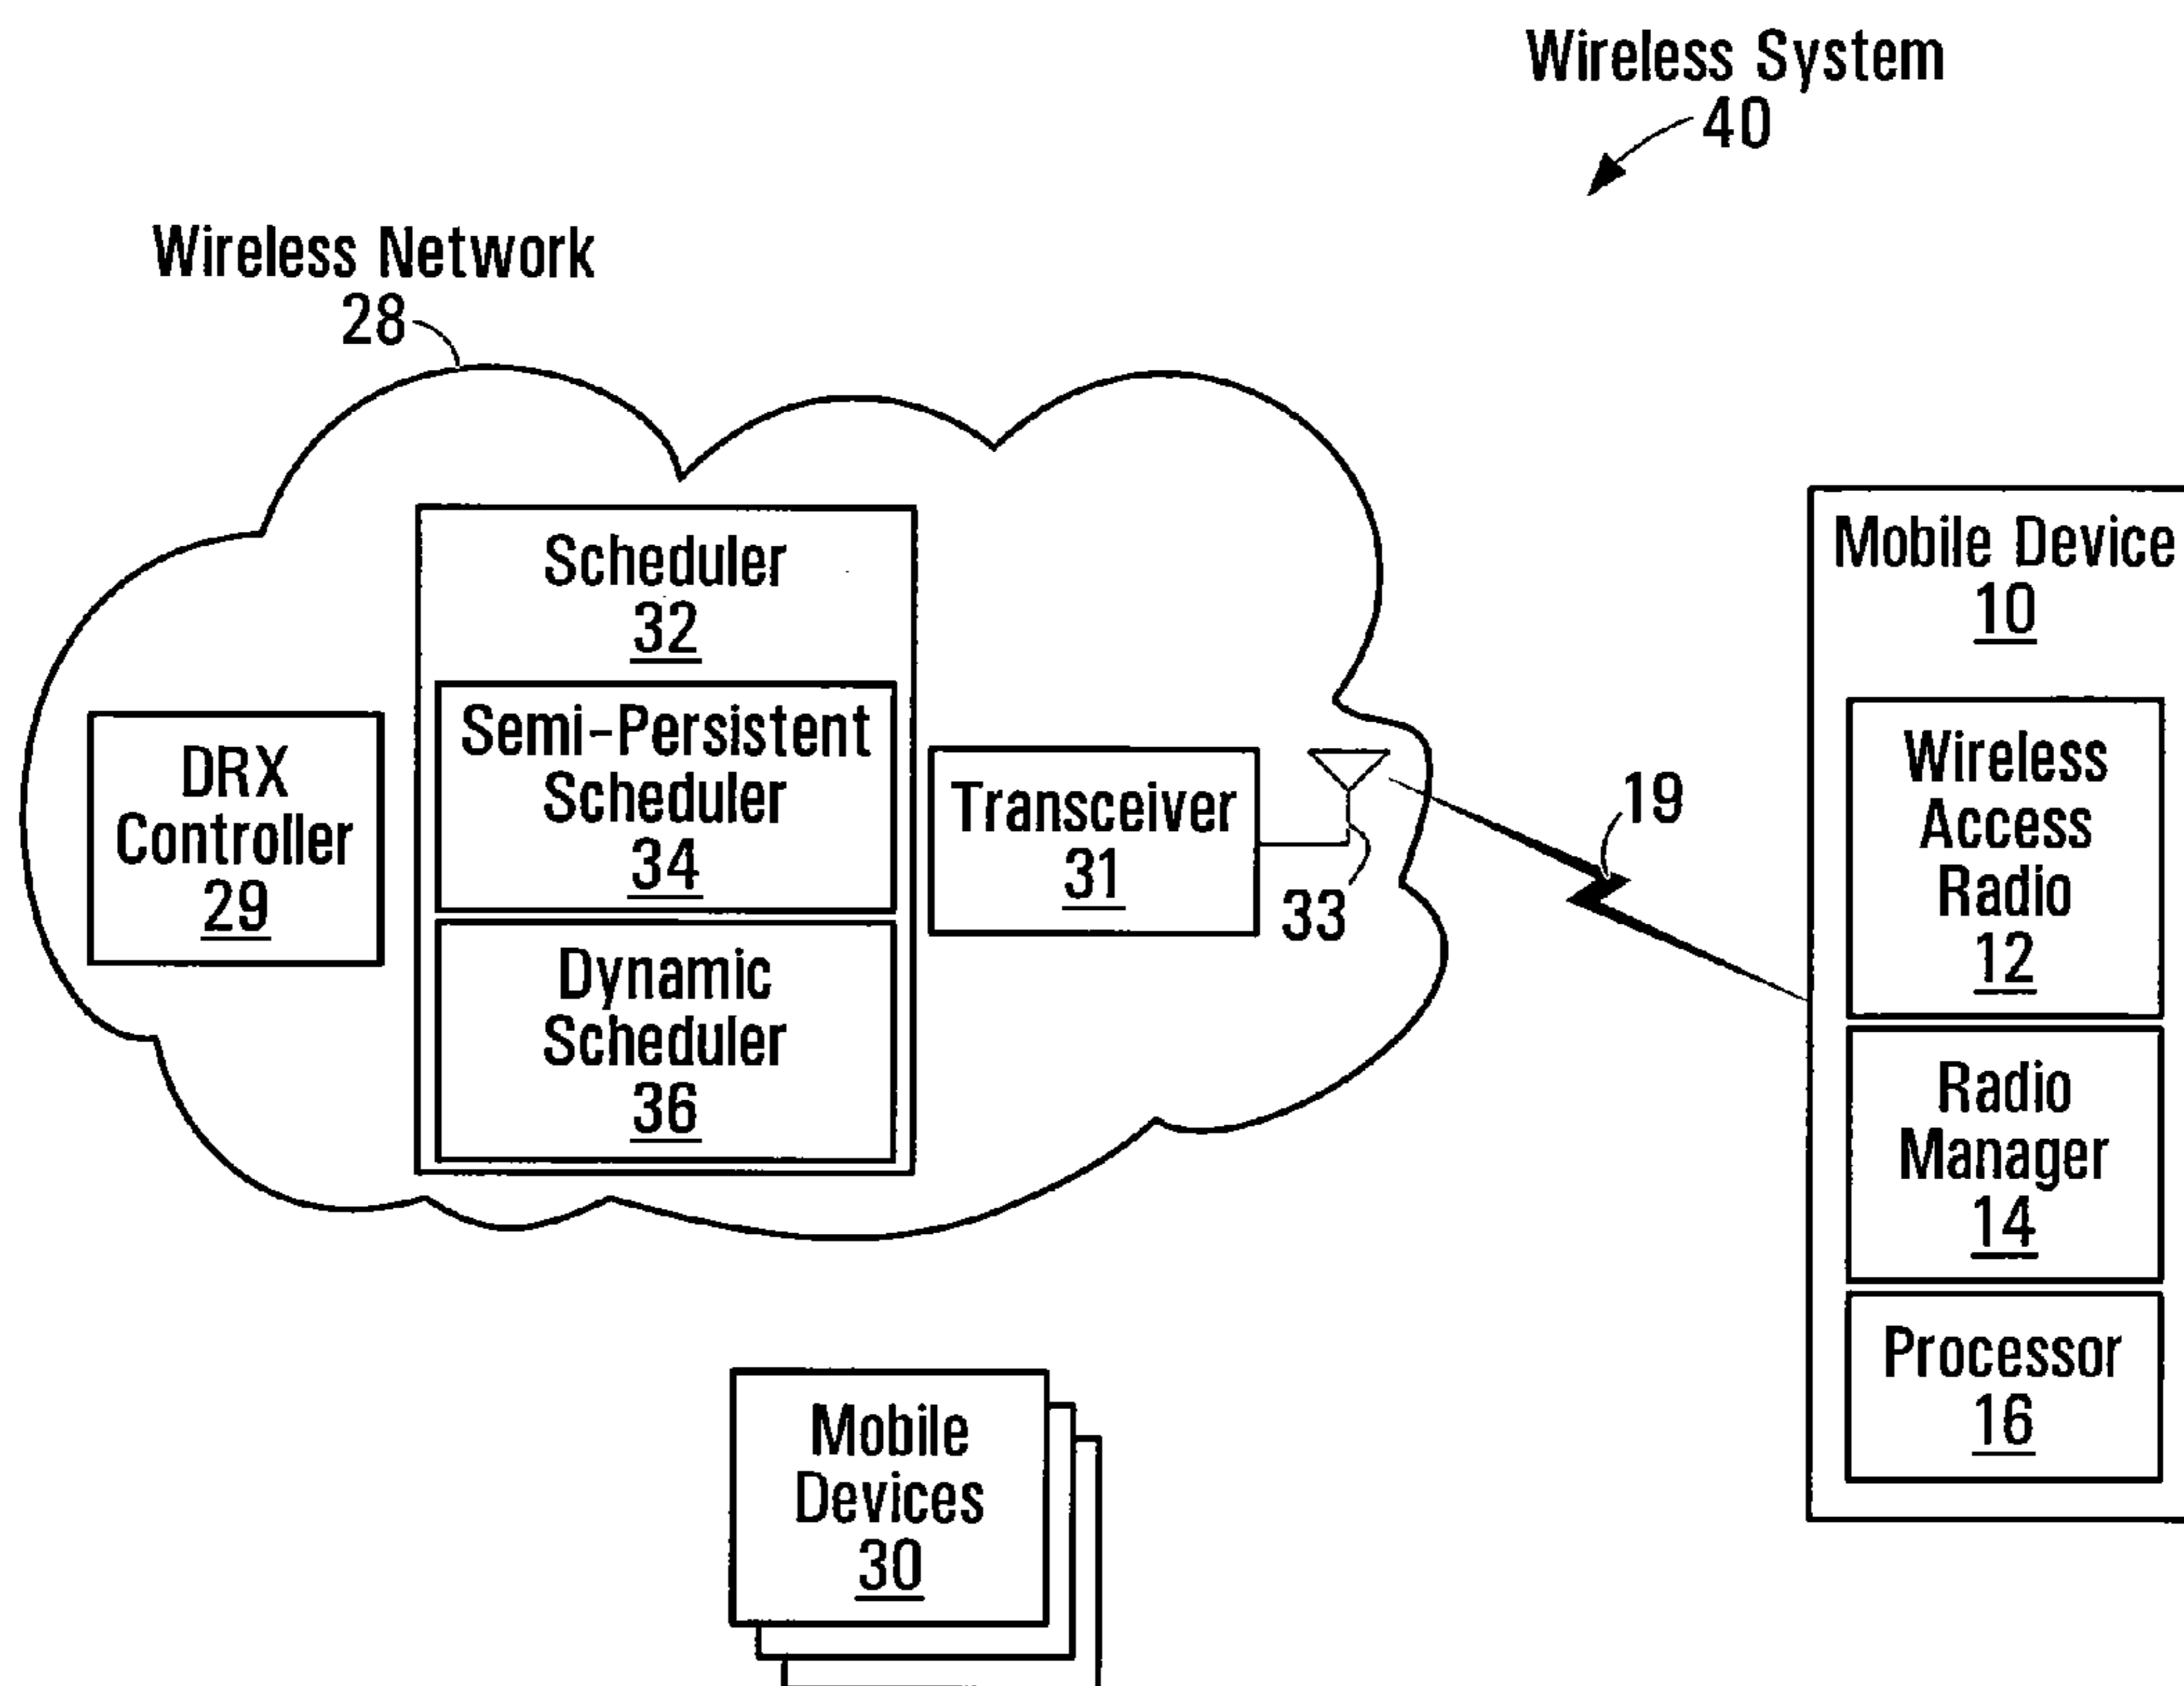 Wireless System
40
Wireless Network
28
Scheduler
32
Semi-Persistent
Scheduler
34
Dynamic
Scheduler
36
DRX
Controller
29
Transceiver
31
33
19
Mobile Device
10
Wireless
Access
Radio
12
Radio
Manager
14
Processor
16
Mobile
Devices
30